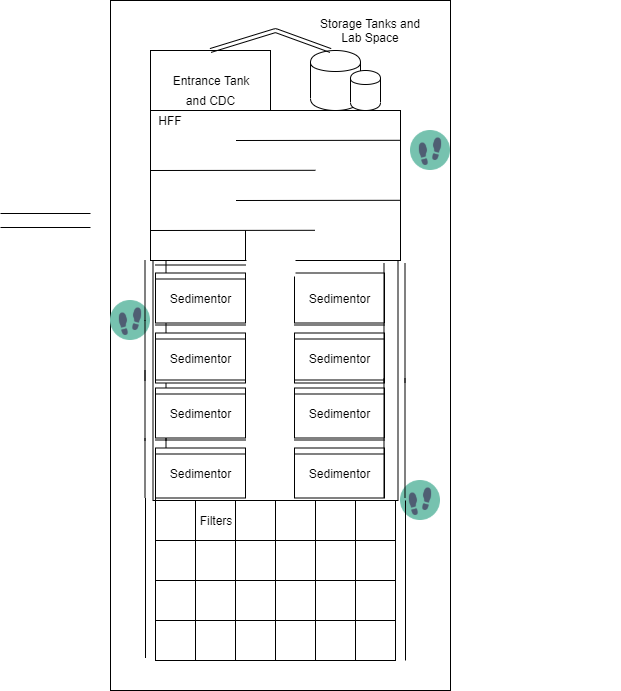 Storage Tanks and
Lab Space
Entrance Tank
and CDC
HFF
Sedimentor
Sedimentor
Sedimentor
Sedimentor
Sedimentor
Sedimentor
Sedimentor
Sedimentor
Filters